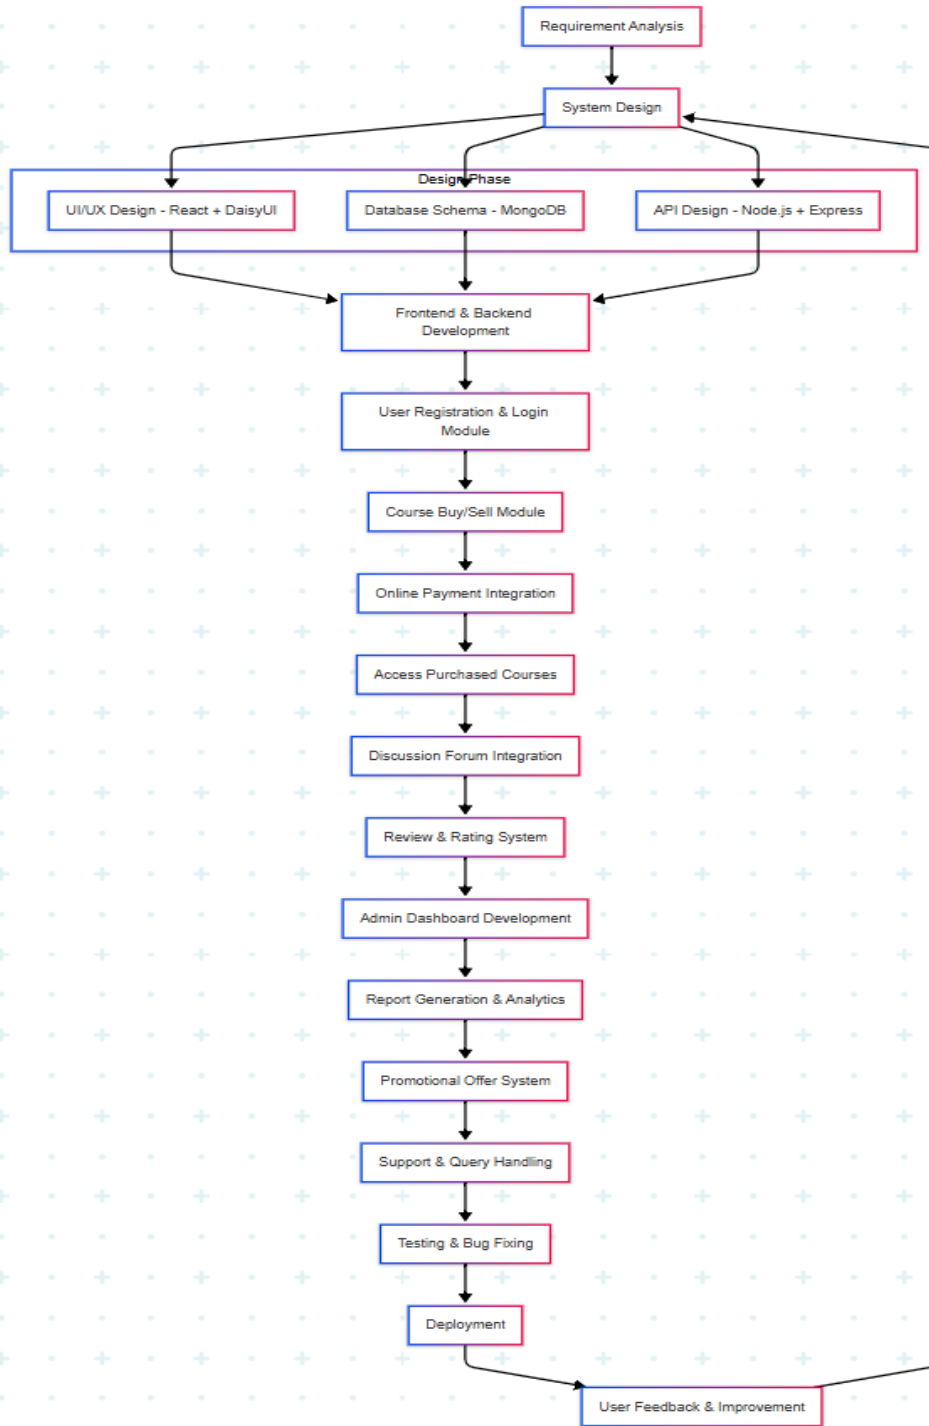 Requirement Analysis
System Design
Design Phase
UI/UX Design - React + DaisyUI
Database Schema - MongoDB
API Design - Node.js + Express
Frontend & Backend
Development
User Registration & Login
Module
Course Buy/Sell Module
Online Payment Integration
Access Purchased Courses
Discussion Forum Integration
Review & Rating System
Admin Dashboard Development
Report Generation & Analytics
Promotional Offer System
Support & Query Handling
Testing & Bug Fixing
Deployment
User Feedback & Improvement